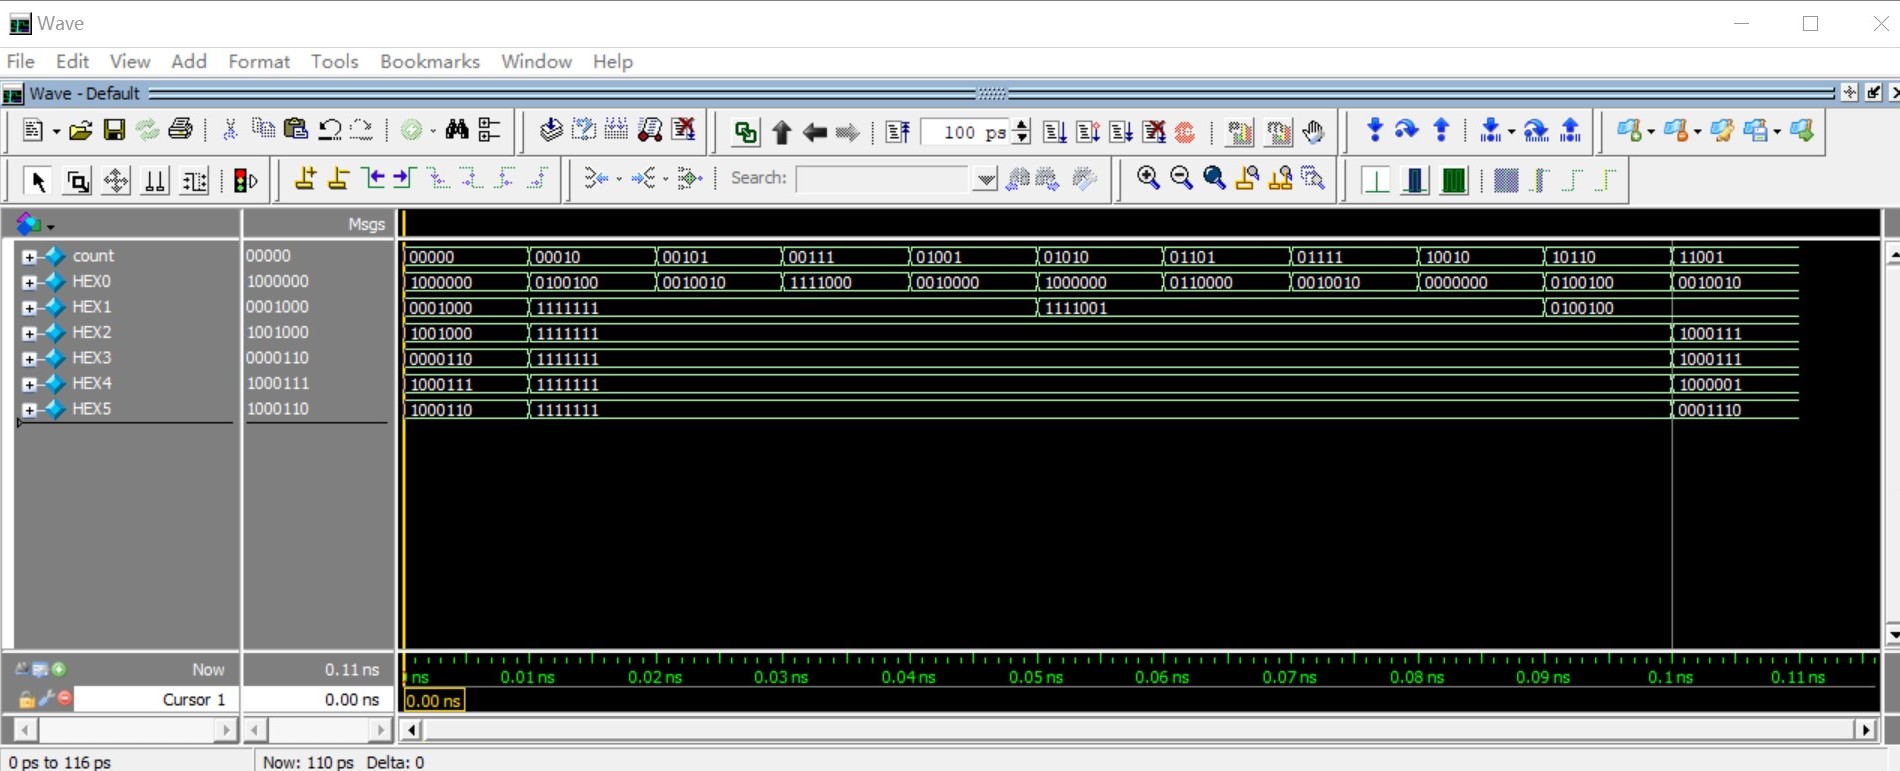 Wave
File Edit View Add Format Tools Bookmarks Window Help
Wave - Default
100 ps
Search:
Msgs
count 00000 00000 00010 00101 00111 01001 01010 01101 01111 10010 10110 11001
HEX0 1000000 1000000 0100100 0010010 1111000 0010000 1000000 0110000 0010010 0000000 0100100 0010010
HEX1 0001000 0001000 1111111 1111001 0100100
HEX2 1001000 1001000 1111111 1000111
HEX3 0000110 0000110 1111111 1000111
HEX4 1000111 1000111 1111111 1000001
HEX5 1000110 1000110 1111111 0001110
Now 0.11 ns ns 0.01 ns 0.02 ns 0.03 ns 0.04 ns 0.05 ns 0.06 ns 0.07 ns 0.08 ns 0.09 ns 0.1 ns 0.11 ns
Cursor 1 0.00 ns 0.00 ns
0 ps to 116 ps Now: 110 ps Delta: 0